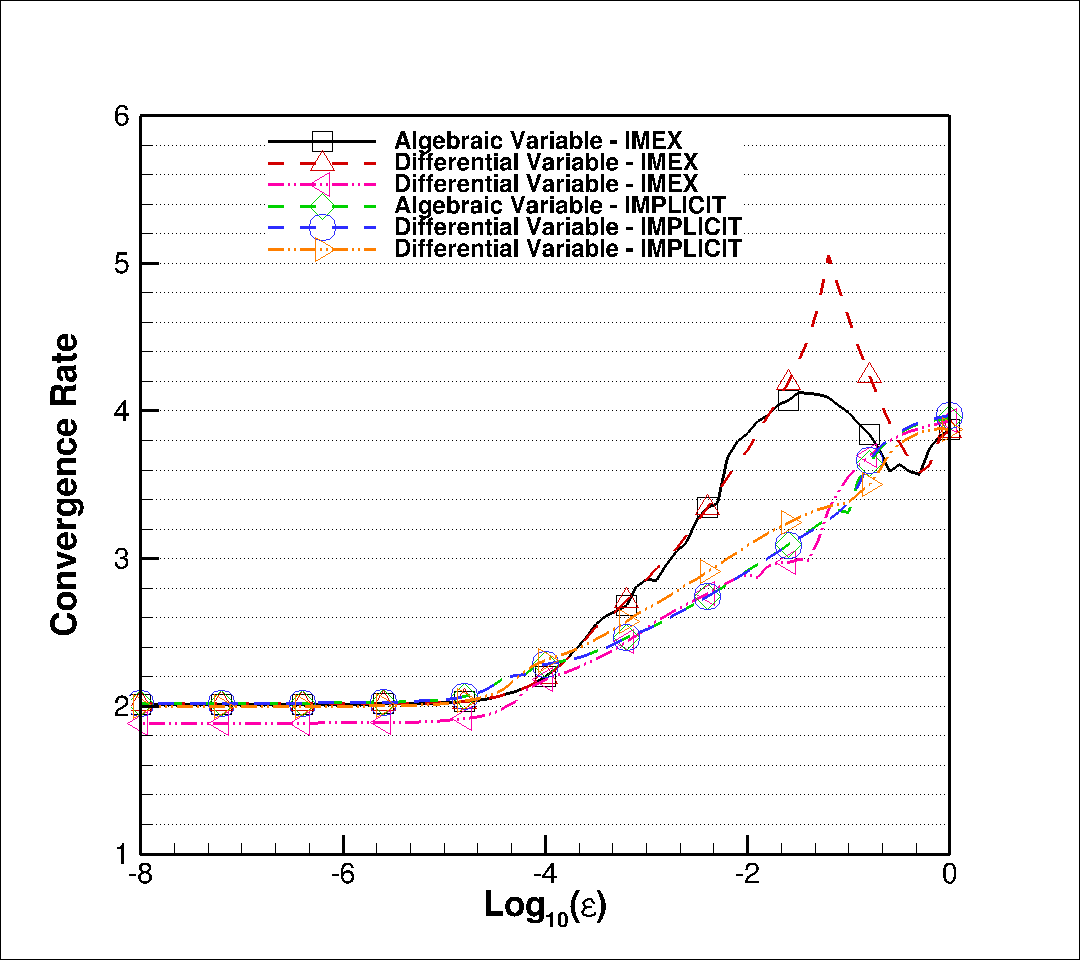 6
Algebraic Variable - IMEX
Differential Variable - IMEX
Differential Variable - IMEX
Algebraic Variable - IMPLICIT
Differential Variable - IMPLICIT
Differential Variable - IMPLICIT
5
4
3
2
1
Convergence Rate
-8 -6 -4 -2 0
Log10(ε)